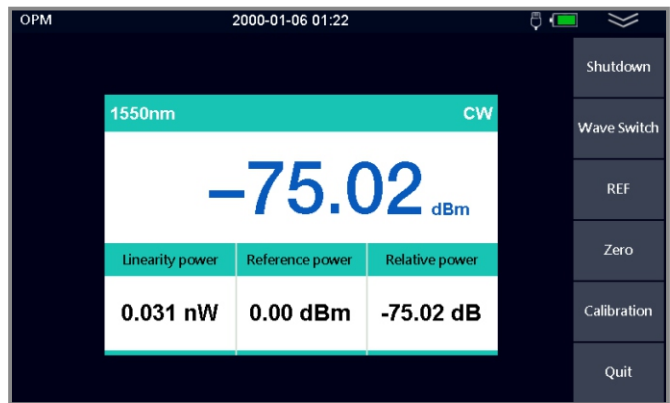 OPM 2000-01-06 01:22
Shutdown
1550nm CW
Wave Switch
–75.02 dBm
REF
Linearity power Reference power Relative power
Zero
0.031 nW 0.00 dBm -75.02 dB
Calibration
Quit